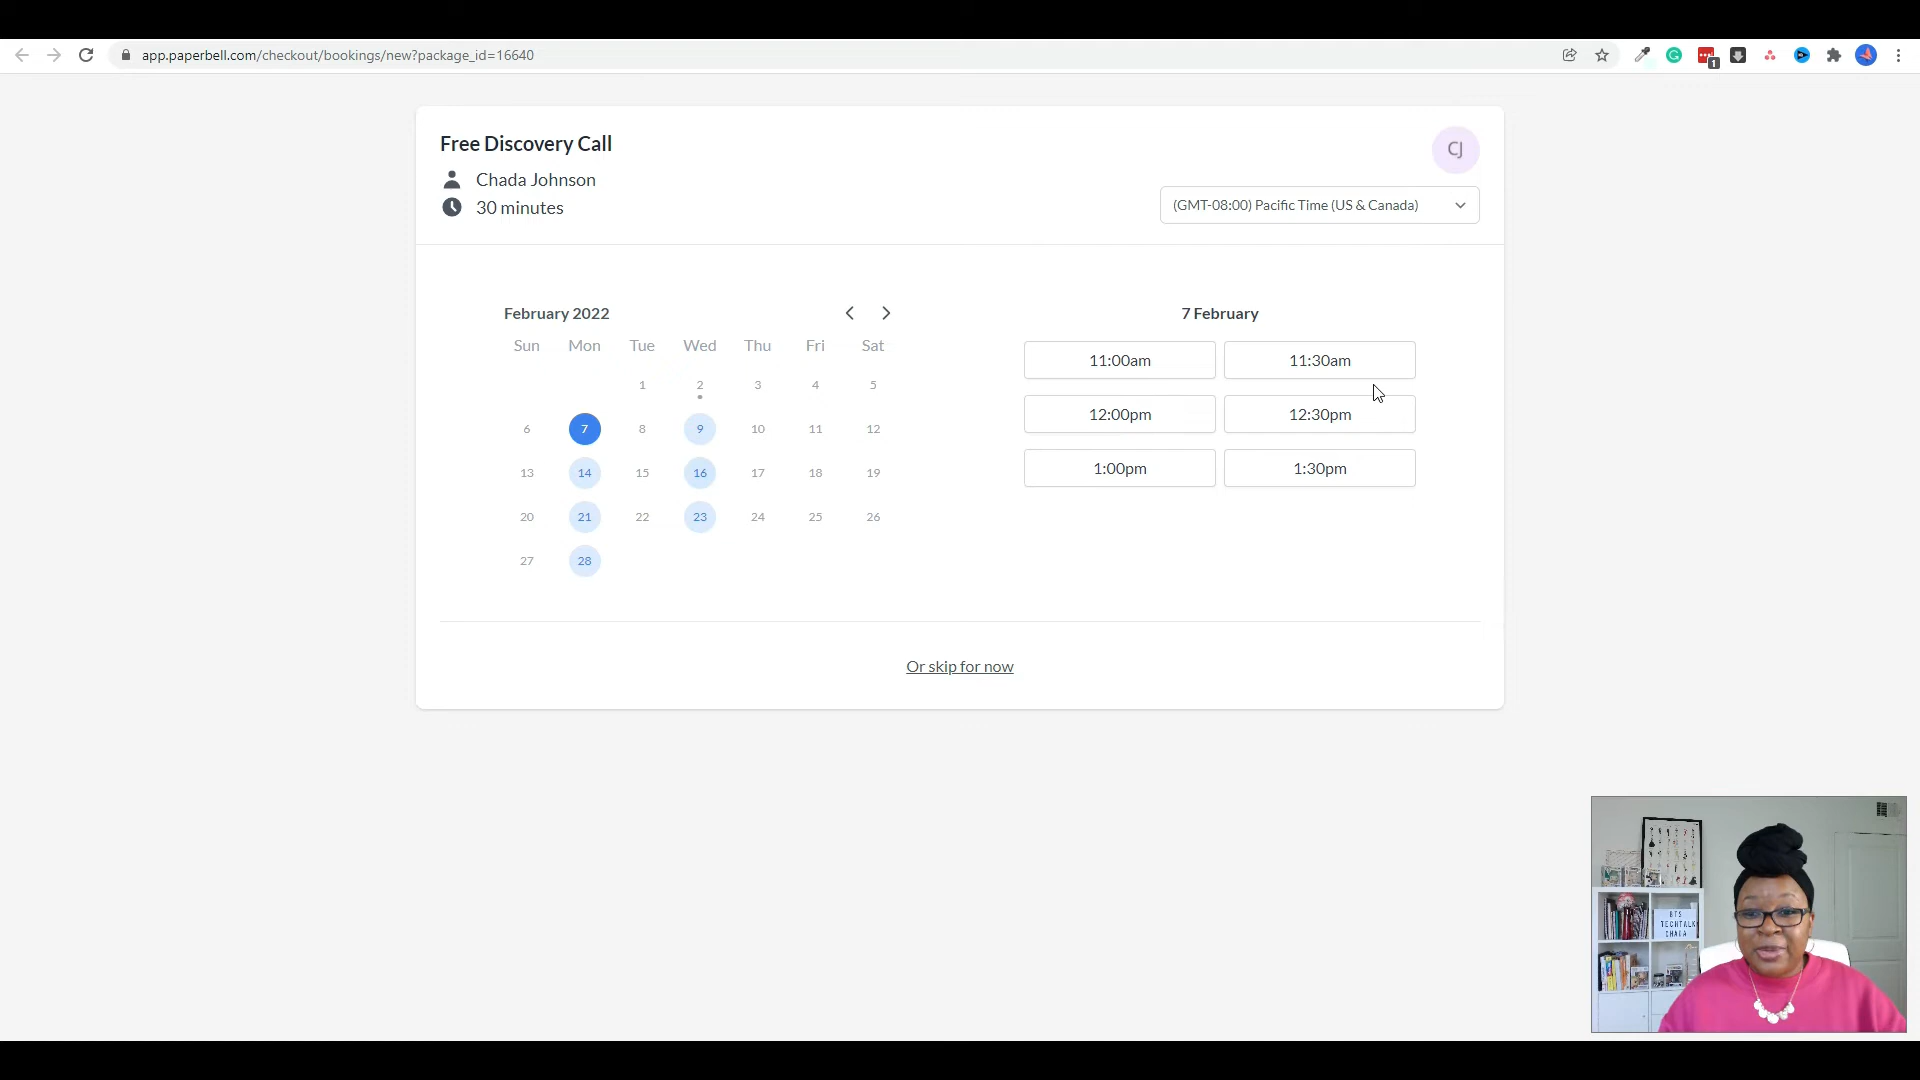 app.paperbell.com/checkout/bookings/new?package_id=16640
1
Free Discovery Call
CJ
Chada Johnson
30 minutes
(GMT-08:00) Pacific Time (US & Canada)
February 2022
Sun Mon Tue Wed Thu Fri Sat
1 2 3 4 5
6 7 8 9 10 11 12
13 14 15 16 17 18 19
20 21 22 23 24 25 26
27 28
7 February
11:00am 11:30am
12:00pm 12:30pm
1:00pm 1:30pm
Or skip for now
BTS
TECHTALK
CHADA